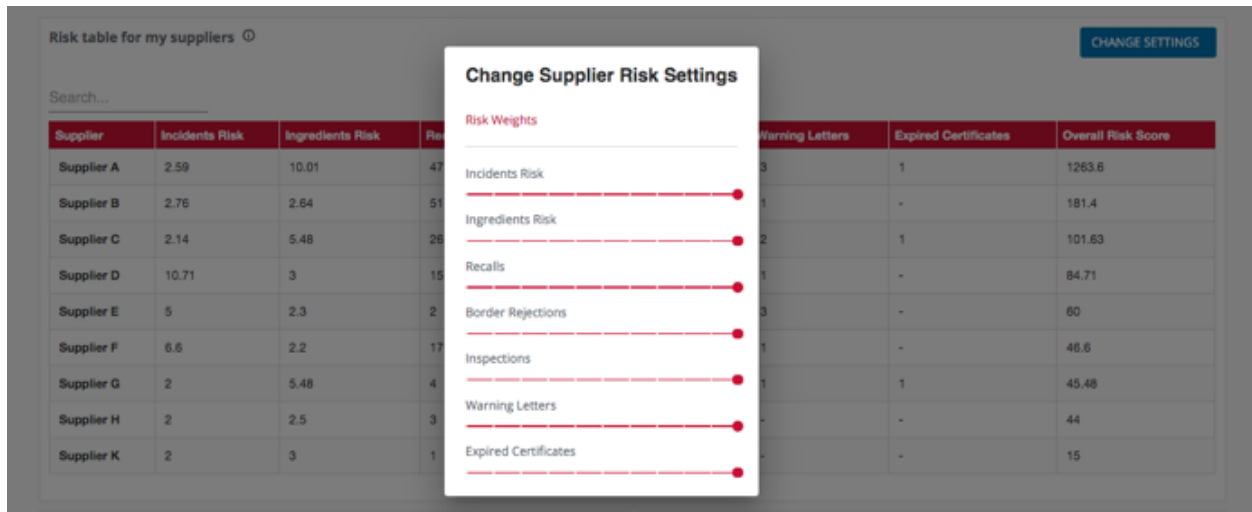 Risk table for my suppliers
CHANGE SETTINGS
Search...
Change Supplier Risk Settings
Risk Weights
Incidents Risk
Ingredients Risk
Recalls
Border Rejections
Inspections
Warning Letters
Expired Certificates
Supplier Incidents Risk Ingredients Risk Warning Letters Expired Certificates Overall Risk Score
Supplier A 2.59 10.01 47 3 1 1263.6
Supplier B 2.76 2.64 51 1 - 181.4
Supplier C 2.14 5.48 26 2 1 101.63
Supplier D 10.71 3 15 1 - 84.71
Supplier E 5 2.3 2 3 - 60
Supplier F 6.6 2.2 17 1 - 46.6
Supplier G 2 5.48 4 1 1 45.48
Supplier H 2 2.5 3 - - 44
Supplier K 2 3 1 - - 15